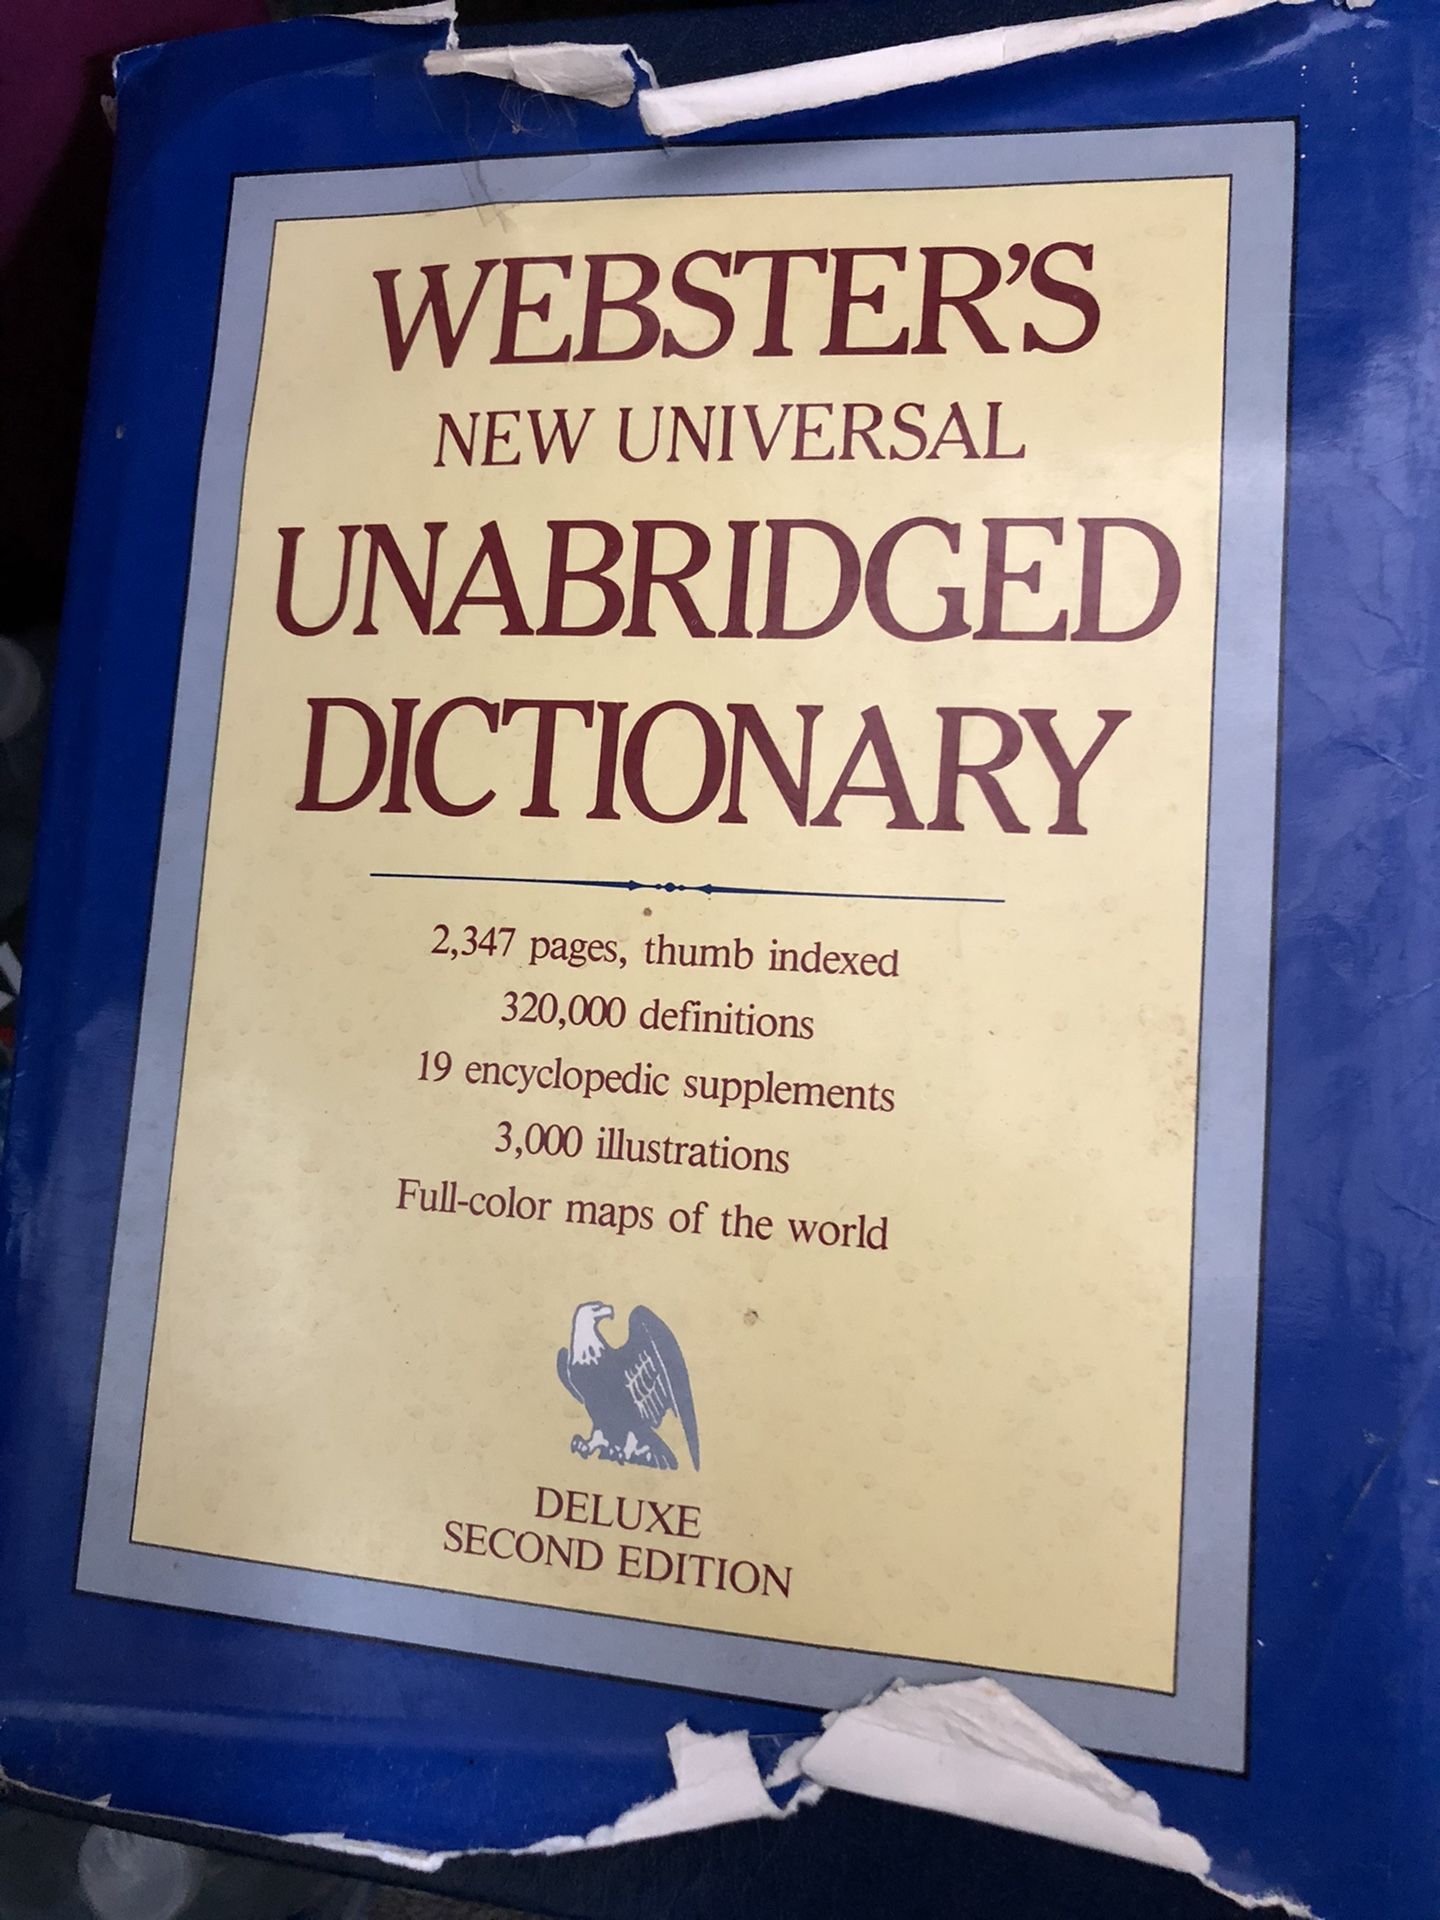 WEBSTER'S
NEW UNIVERSAL
UNABRIDGED
DICTIONARY
2,347 pages, thumb indexed
320,000 definitions
19 encyclopedic supplements
3,000 illustrations
Full-color maps of the world
DELUXE
SECOND EDITION